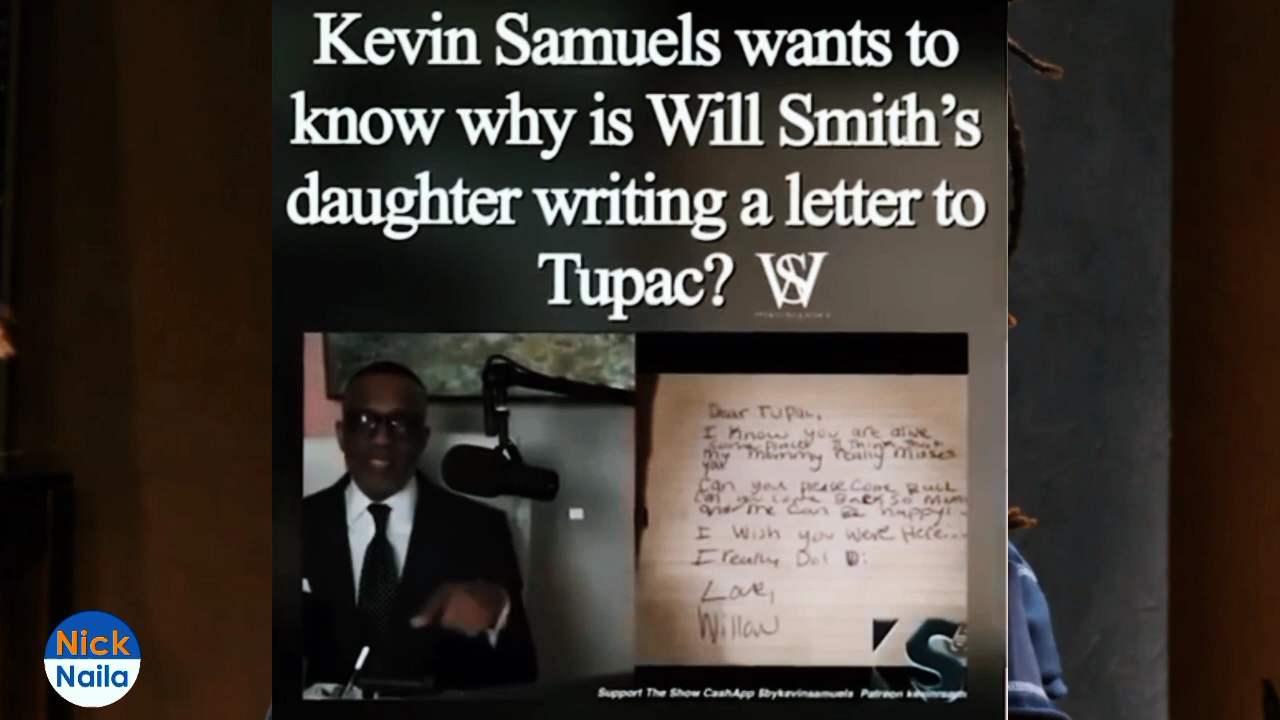 Kevin Samuels wants to
know why is Will Smith's
daughter writing a letter to
Tupac?
Dear Tupac,
I Know you are alive
my mommy really misses
you
Can you please Come Back
and me Can Be happy!
I Wish you Were Here...
I really Do!
Love,
Willow
Support The Show CashApp $bykevinsamuels Patreon
Nick
Naila